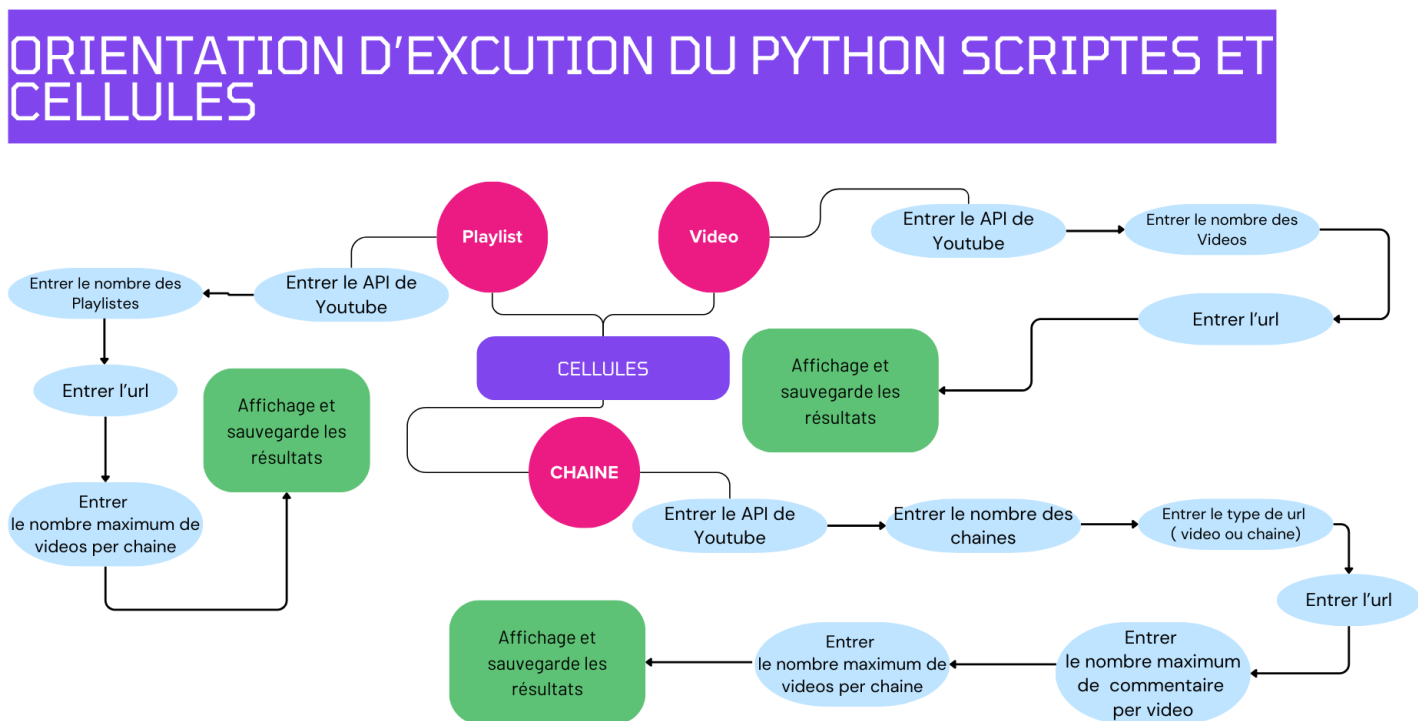 ORIENTATION D'EXCUTION DU PYTHON SCRIPTES ET
CELLULES
Playlist
Video
Entrer le API de
Youtube
Entrer le nombre des
Videos
Entrer l'url
Affichage et
sauvegarde les
résultats
Entrer le API de
Youtube
Entrer le nombre des
Playlistes
Entrer l'url
Entrer
le nombre maximum de
videos per chaine
Affichage et
sauvegarde les
résultats
CELLULES
CHAINE
Entrer le API de
Youtube
Entrer le nombre des
chaines
Entrer le type de url
( video ou chaine)
Entrer l'url
Entrer
le nombre maximum
de commentaire
per video
Entrer
le nombre maximum de
videos per chaine
Affichage et
sauvegarde les
résultats